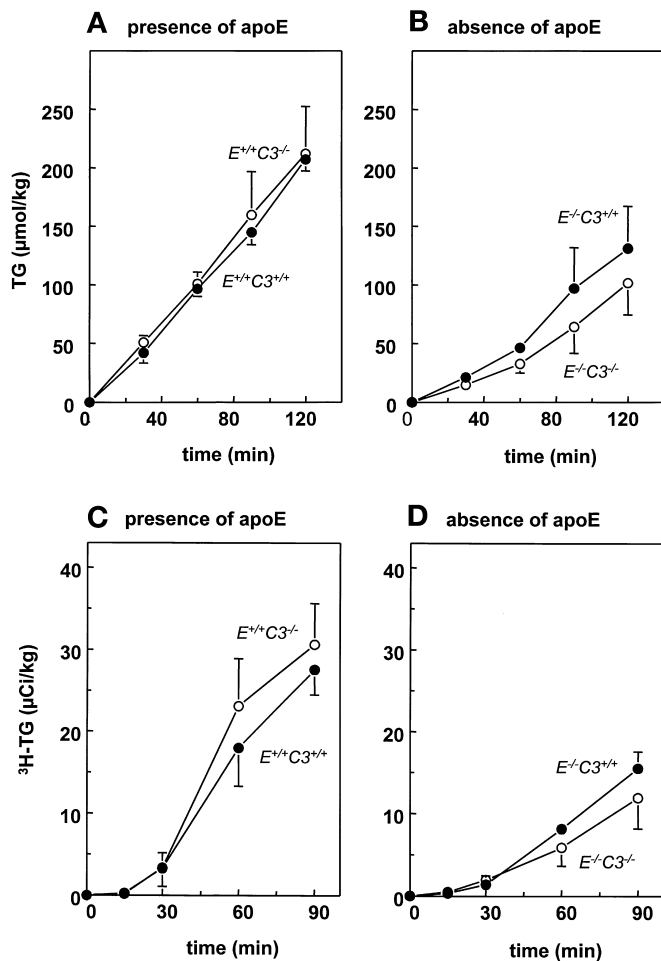 A presence of apoE
B absence of apoE
TG (µmol/kg)
250
200
150
100
50
0
E+/+C3-/-
E+/+C3+/+
0 40 80 120
time (min)
250
200
150
100
50
0
E-/-C3+/+
E-/-C3-/-
0 40 80 120
time (min)
C presence of apoE
D absence of apoE
³H-TG (µCi/kg)
40
30
20
10
0
E+/+C3-/-
E+/+C3+/+
0 30 60 90
time (min)
40
30
20
10
0
E-/-C3+/+
E-/-C3-/-
0 30 60 90
time (min)